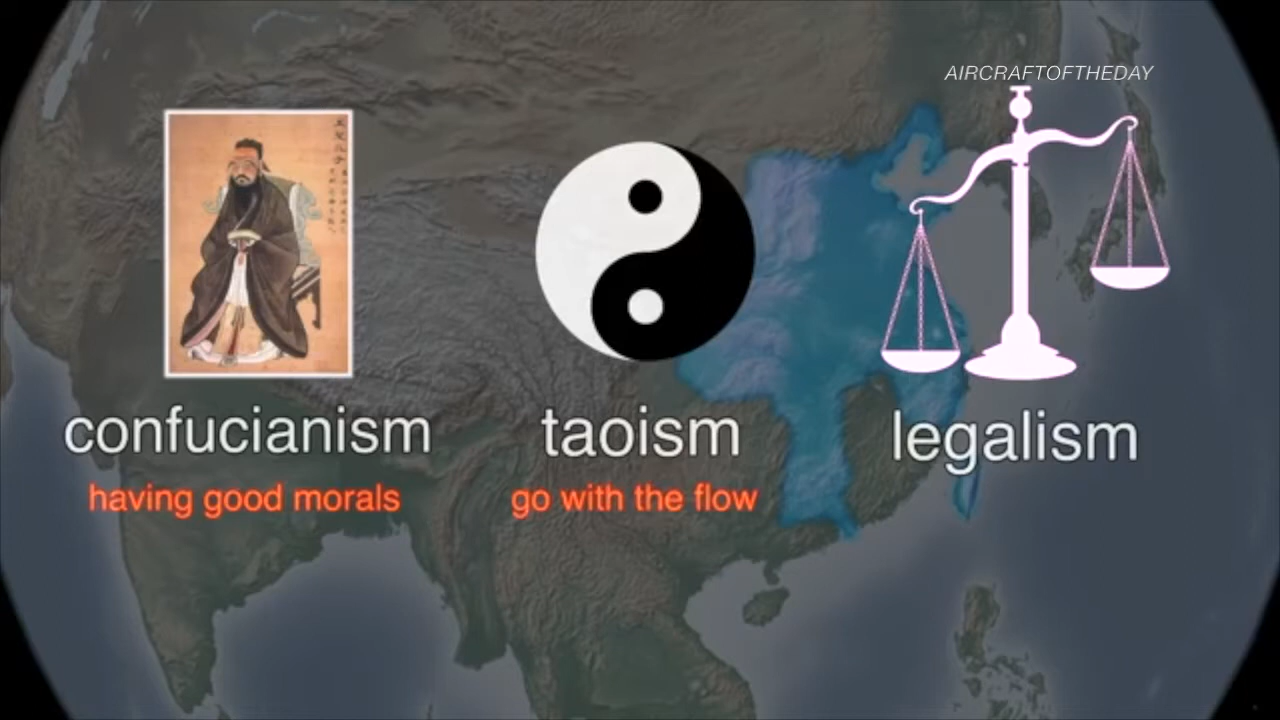 AIRCRAFTOFTHEDAY
confucianism
taoism
legalism
having good morals
go with the flow